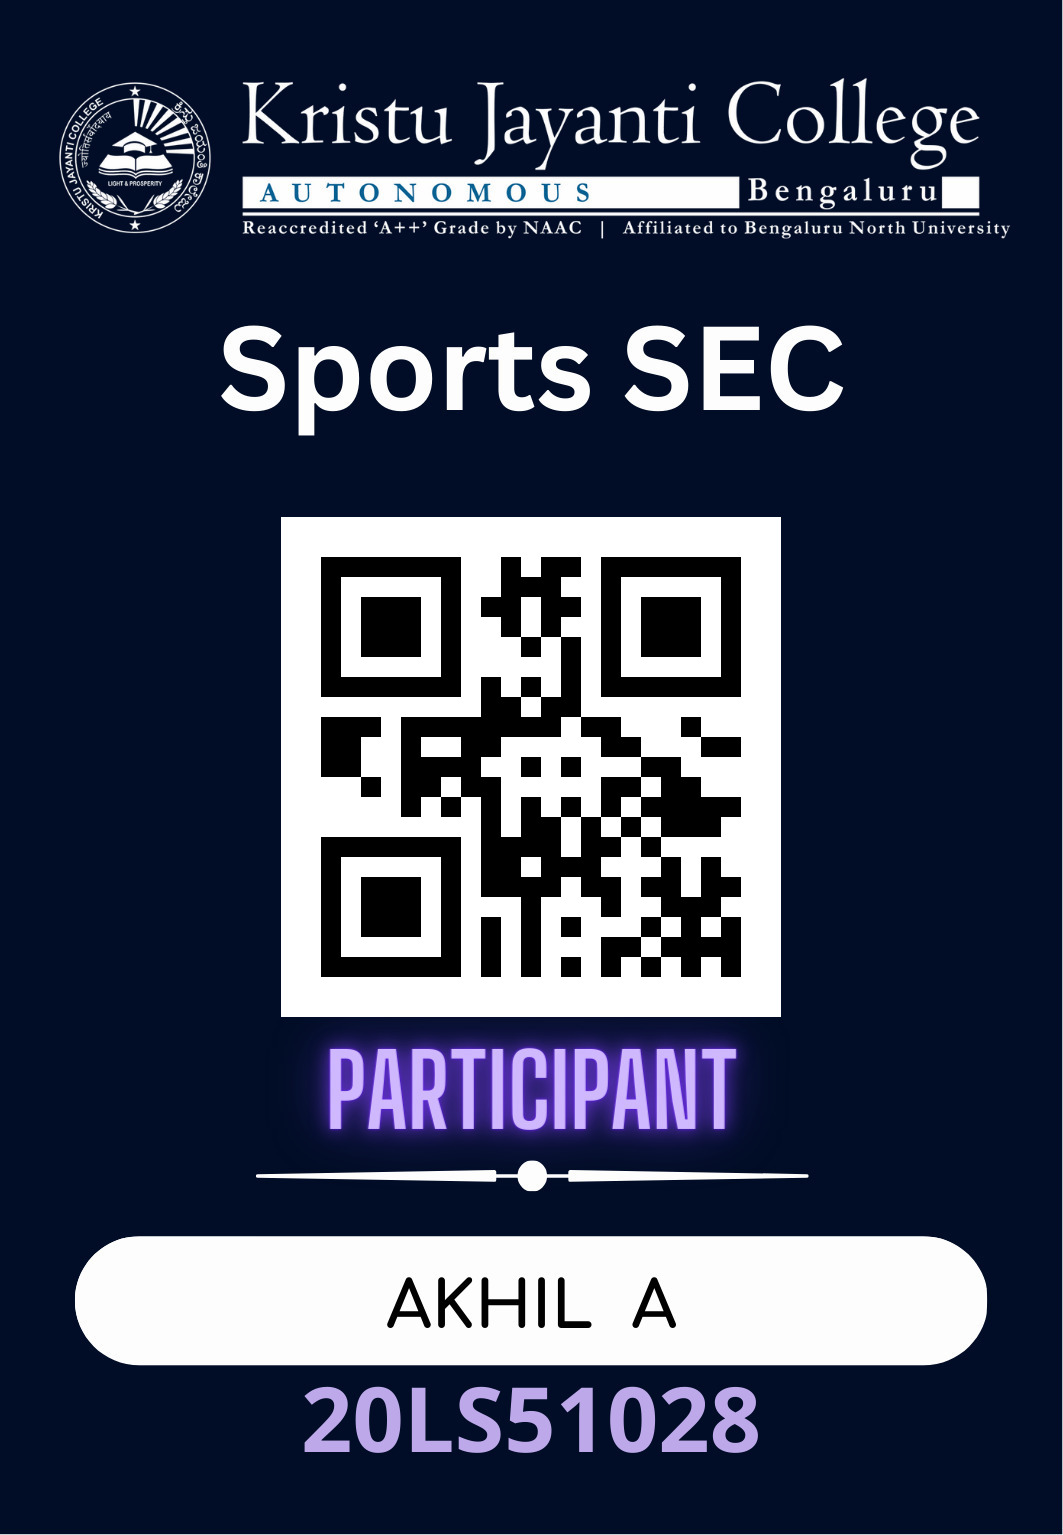 KRISTU JAYANTI COLLEGE
ಕ್ರಿಸ್ತು ಜಯಂತಿ ಕಾಲೇಜು
LIGHT & PROSPERITY
Kristu Jayanti College
AUTONOMOUS Bengaluru
Reaccredited ‘A++’ Grade by NAAC | Affiliated to Bengaluru North University
Sports SEC
PARTICIPANT
AKHIL A
20LS51028